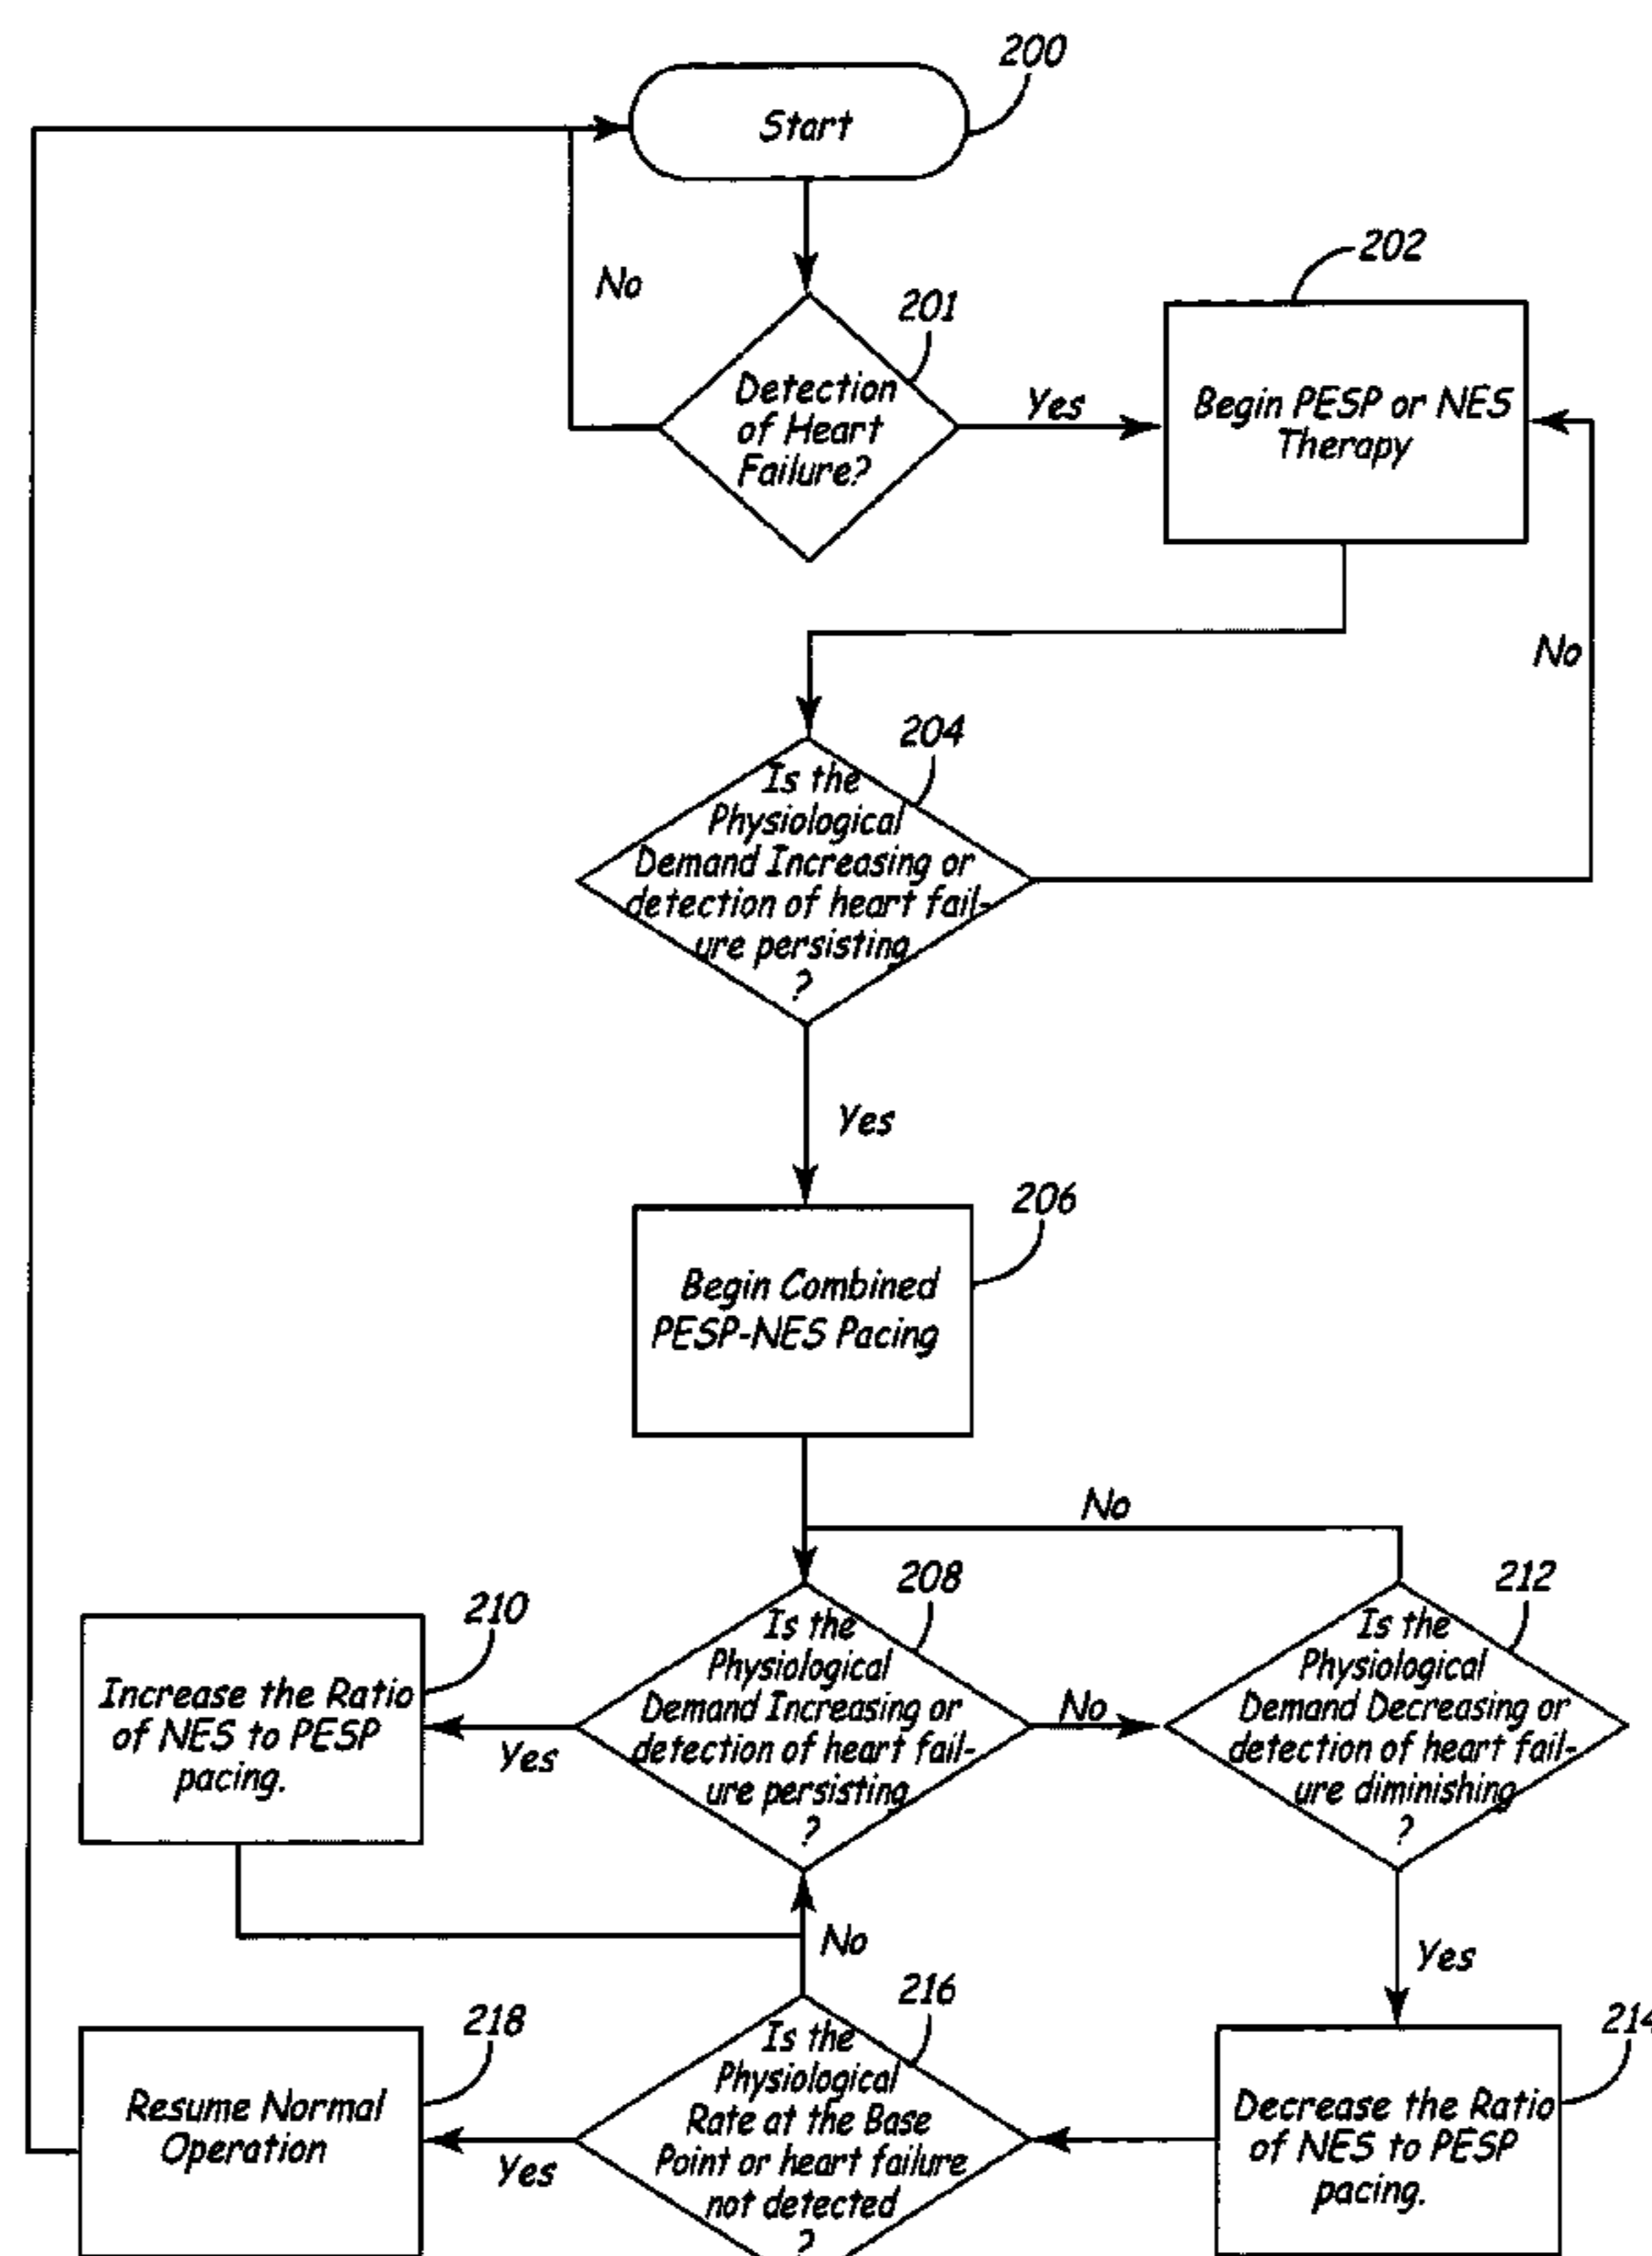 200
Start
No
201
202
Detection
of Heart
Failure?
Yes
Begin PESP or NES
Therapy
No
204
Is the
Physiological
Demand Increasing or
detection of heart fail-
ure persisting
?
Yes
206
Begin Combined
PESP-NES Pacing
No
208
212
210
Is the
Physiological
Demand Increasing or
detection of heart fail-
ure persisting
?
No
Is the
Physiological
Demand Decreasing or
detection of heart fail-
ure diminishing
?
Increase the Ratio
of NES to PESP
pacing.
Yes
No
Yes
216
218
214
Is the
Physiological
Rate at the Base
Point or heart failure
not detected
?
Resume Normal
Operation
Yes
Decrease the Ratio
of NES to PESP
pacing.